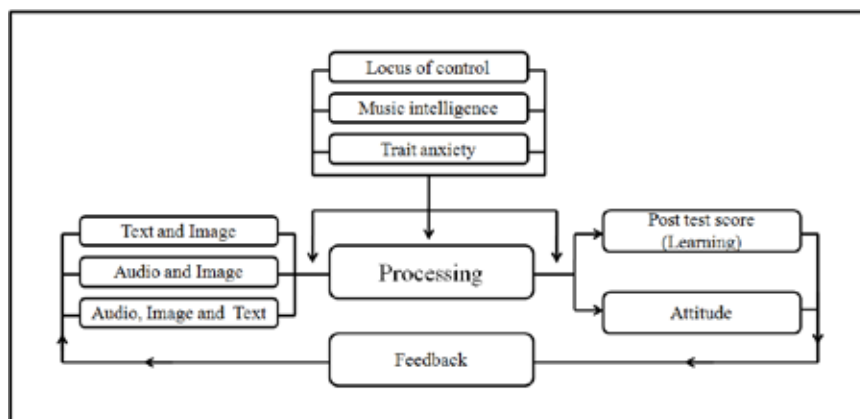 Locus of control
Music intelligence
Trait anxiety
Text and Image
Audio and Image
Audio, Image and Text
Processing
Post test score
(Learning)
Attitude
Feedback